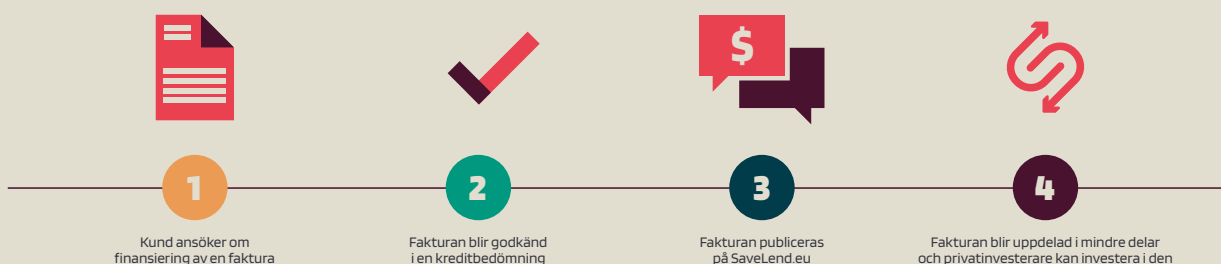 $
1
2
3
4
Kund ansöker om
finansiering av en faktura
Fakturan blir godkänd
i en kreditbedömning
Fakturan publiceras
på SaveLend.eu
Fakturan blir uppdelad i mindre delar
och privatinvesterare kan investera i den